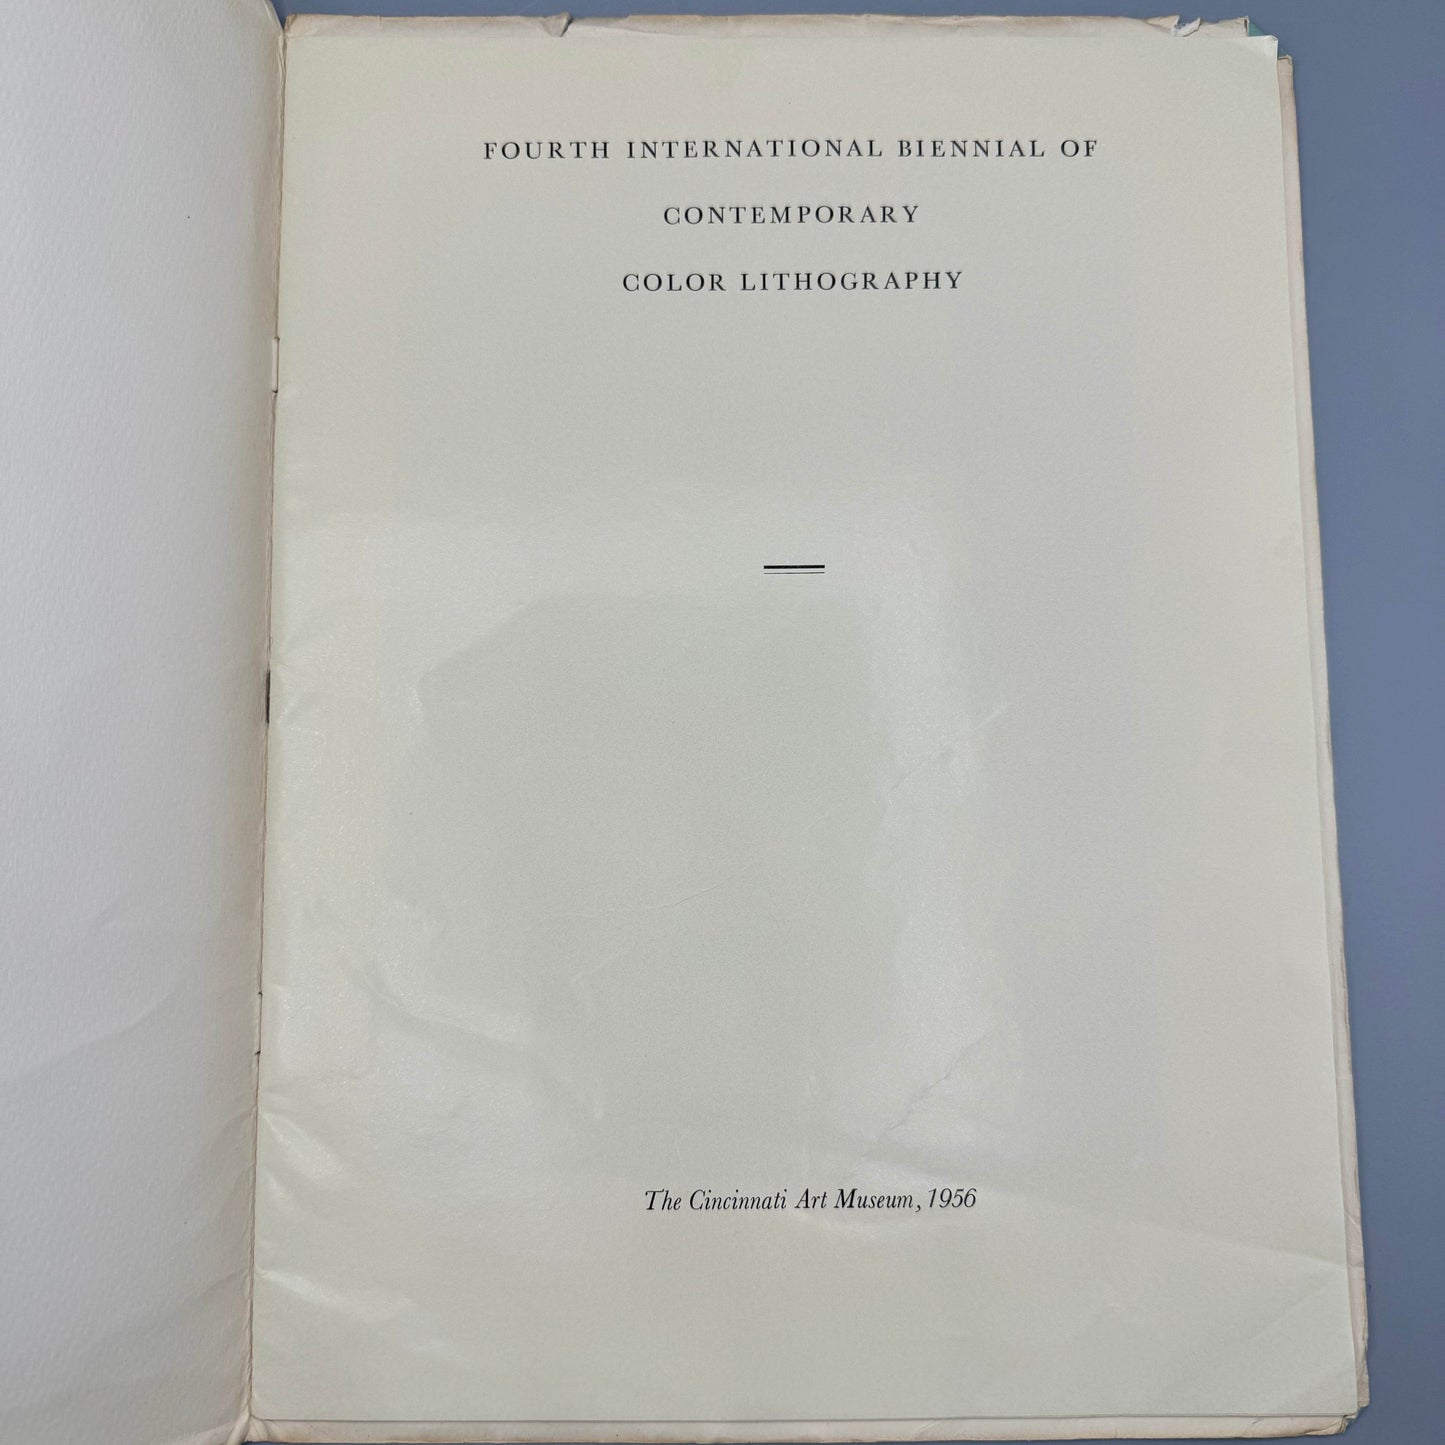 FOURTH INTERNATIONAL BIENNIAL OF
CONTEMPORARY
COLOR LITHOGRAPHY
The Cincinnati Art Museum, 1956